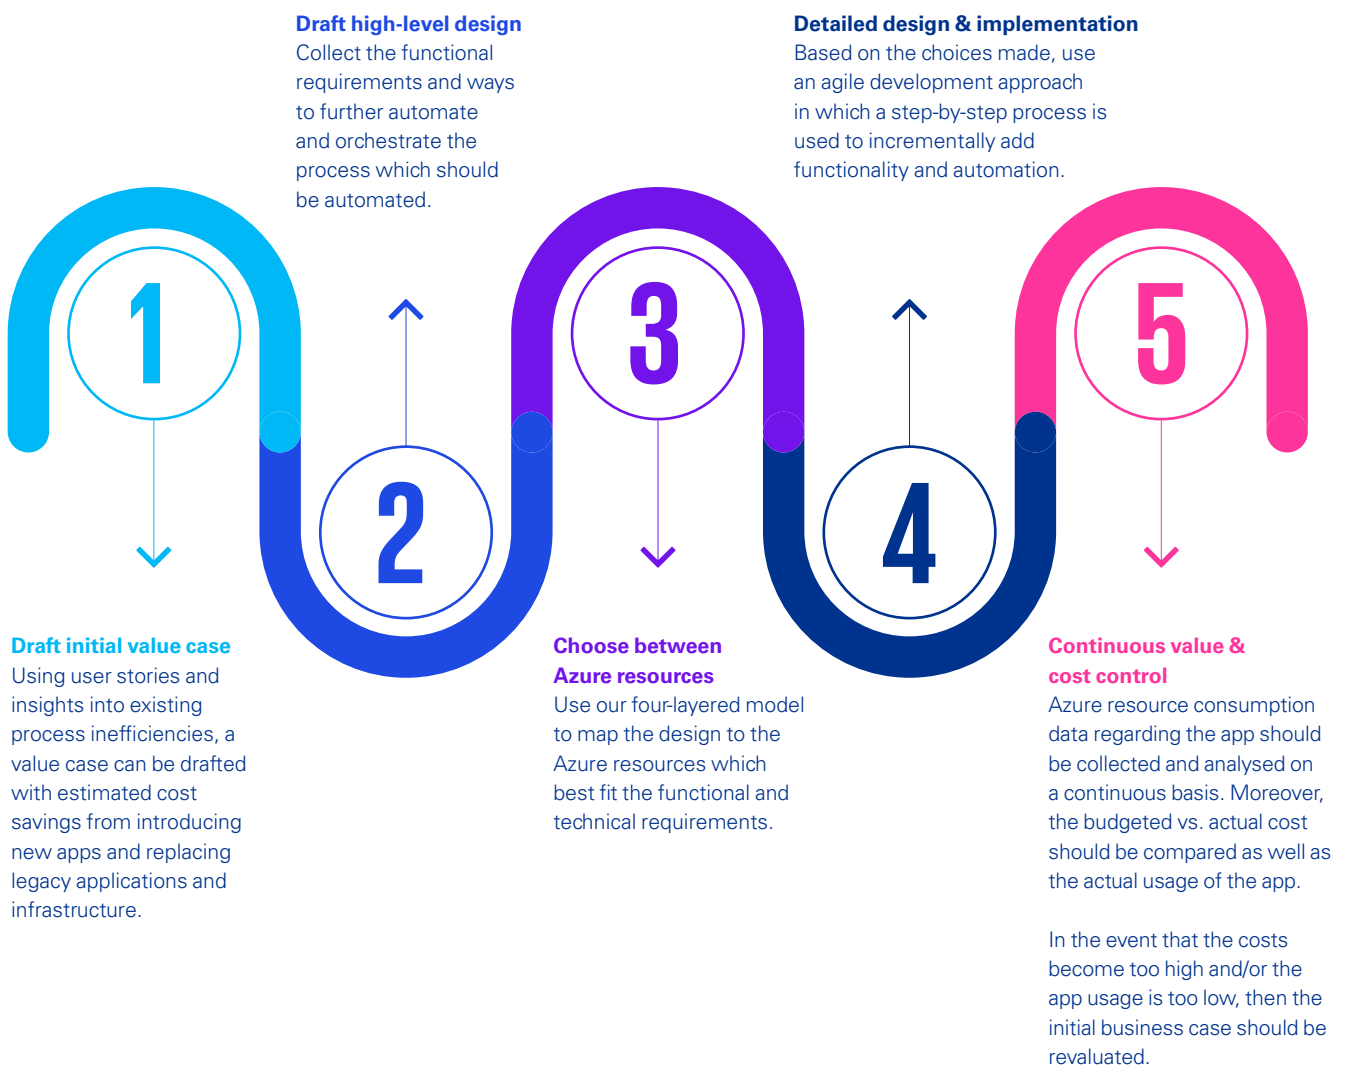 Draft high-level design
Collect the functional
requirements and ways
to further automate
and orchestrate the
process which should
be automated.
Detailed design & implementation
Based on the choices made, use
an agile development approach
in which a step-by-step process is
used to incrementally add
functionality and automation.
1
2
3
4
5
Draft initial value case
Using user stories and
insights into existing
process inefficiencies, a
value case can be drafted
with estimated cost
savings from introducing
new apps and replacing
legacy applications and
infrastructure.
Choose between
Azure resources
Use our four-layered model
to map the design to the
Azure resources which
best fit the functional and
technical requirements.
Continuous value &
cost control
Azure resource consumption
data regarding the app should
be collected and analysed on
a continuous basis. Moreover,
the budgeted vs. actual cost
should be compared as well as
the actual usage of the app.
In the event that the costs
become too high and/or the
app usage is too low, then the
initial business case should be
revaluated.